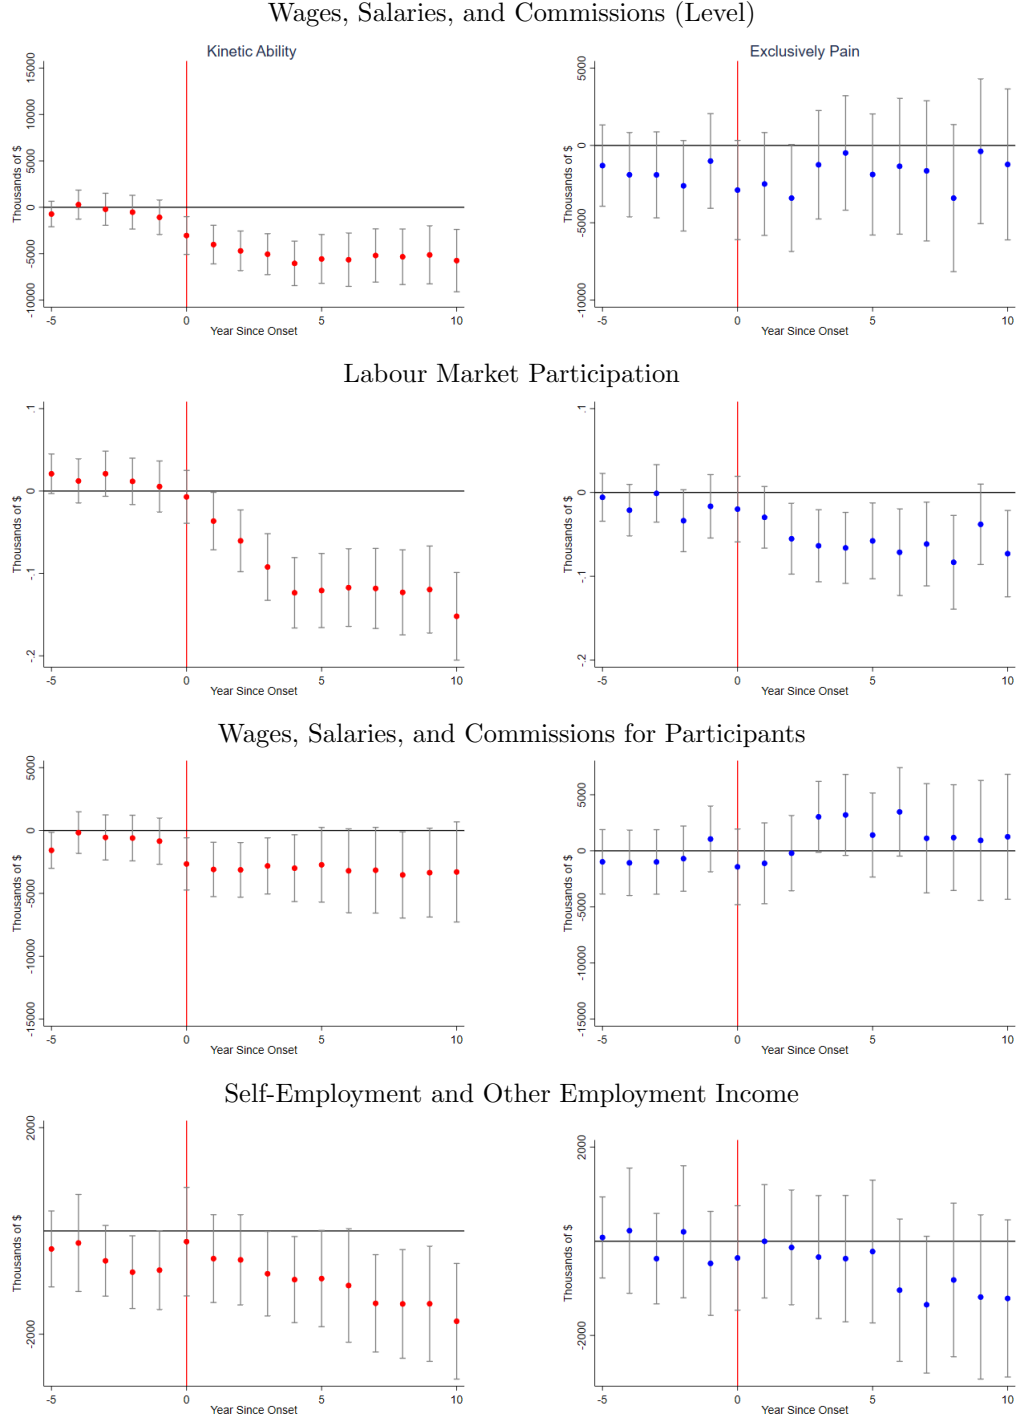 Wages, Salaries, and Commissions (Level)
Kinetic Ability
Thousands of $
15000
10000
5000
0
-5000
-10000
-5 0 5 10
Year Since Onset
Exclusively Pain
Thousands of $
5000
0
-5000
-10000
-5 0 5 10
Year Since Onset
Labour Market Participation
Thousands of $
.1
0
-.1
-.2
-5 0 5 10
Year Since Onset
Thousands of $
.1
0
-.1
-.2
-5 0 5 10
Year Since Onset
Wages, Salaries, and Commissions for Participants
Thousands of $
5000
0
-5000
-10000
-15000
-5 0 5 10
Year Since Onset
Thousands of $
5000
0
-5000
-10000
-15000
-5 0 5 10
Year Since Onset
Self-Employment and Other Employment Income
Thousands of $
2000
-2000
-5 0 5 10
Year Since Onset
Thousands of $
2000
-2000
-5 0 5 10
Year Since Onset